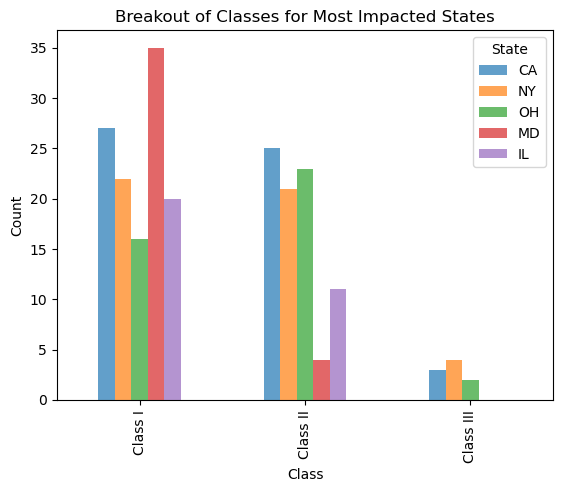 Breakout of Classes for Most Impacted States
State
CA
NY
OH
MD
IL
Count
35
30
25
20
15
10
5
0
Class I
Class II
Class III
Class